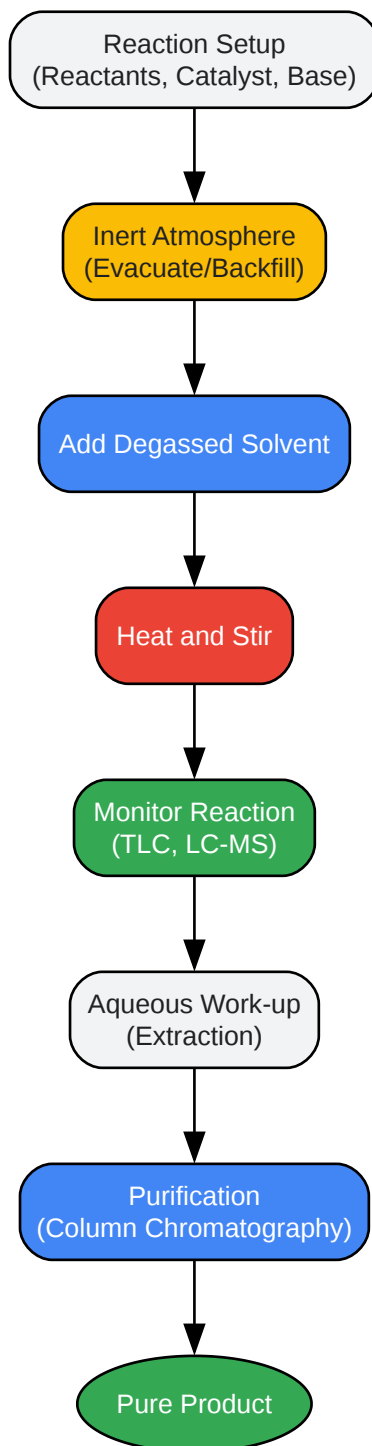 Reaction Setup
(Reactants, Catalyst, Base)
Inert Atmosphere
(Evacuate/Backfill)
Add Degassed Solvent
Heat and Stir
Monitor Reaction
(TLC, LC-MS)
Aqueous Work-up
(Extraction)
Purification
(Column Chromatography)
Pure Product